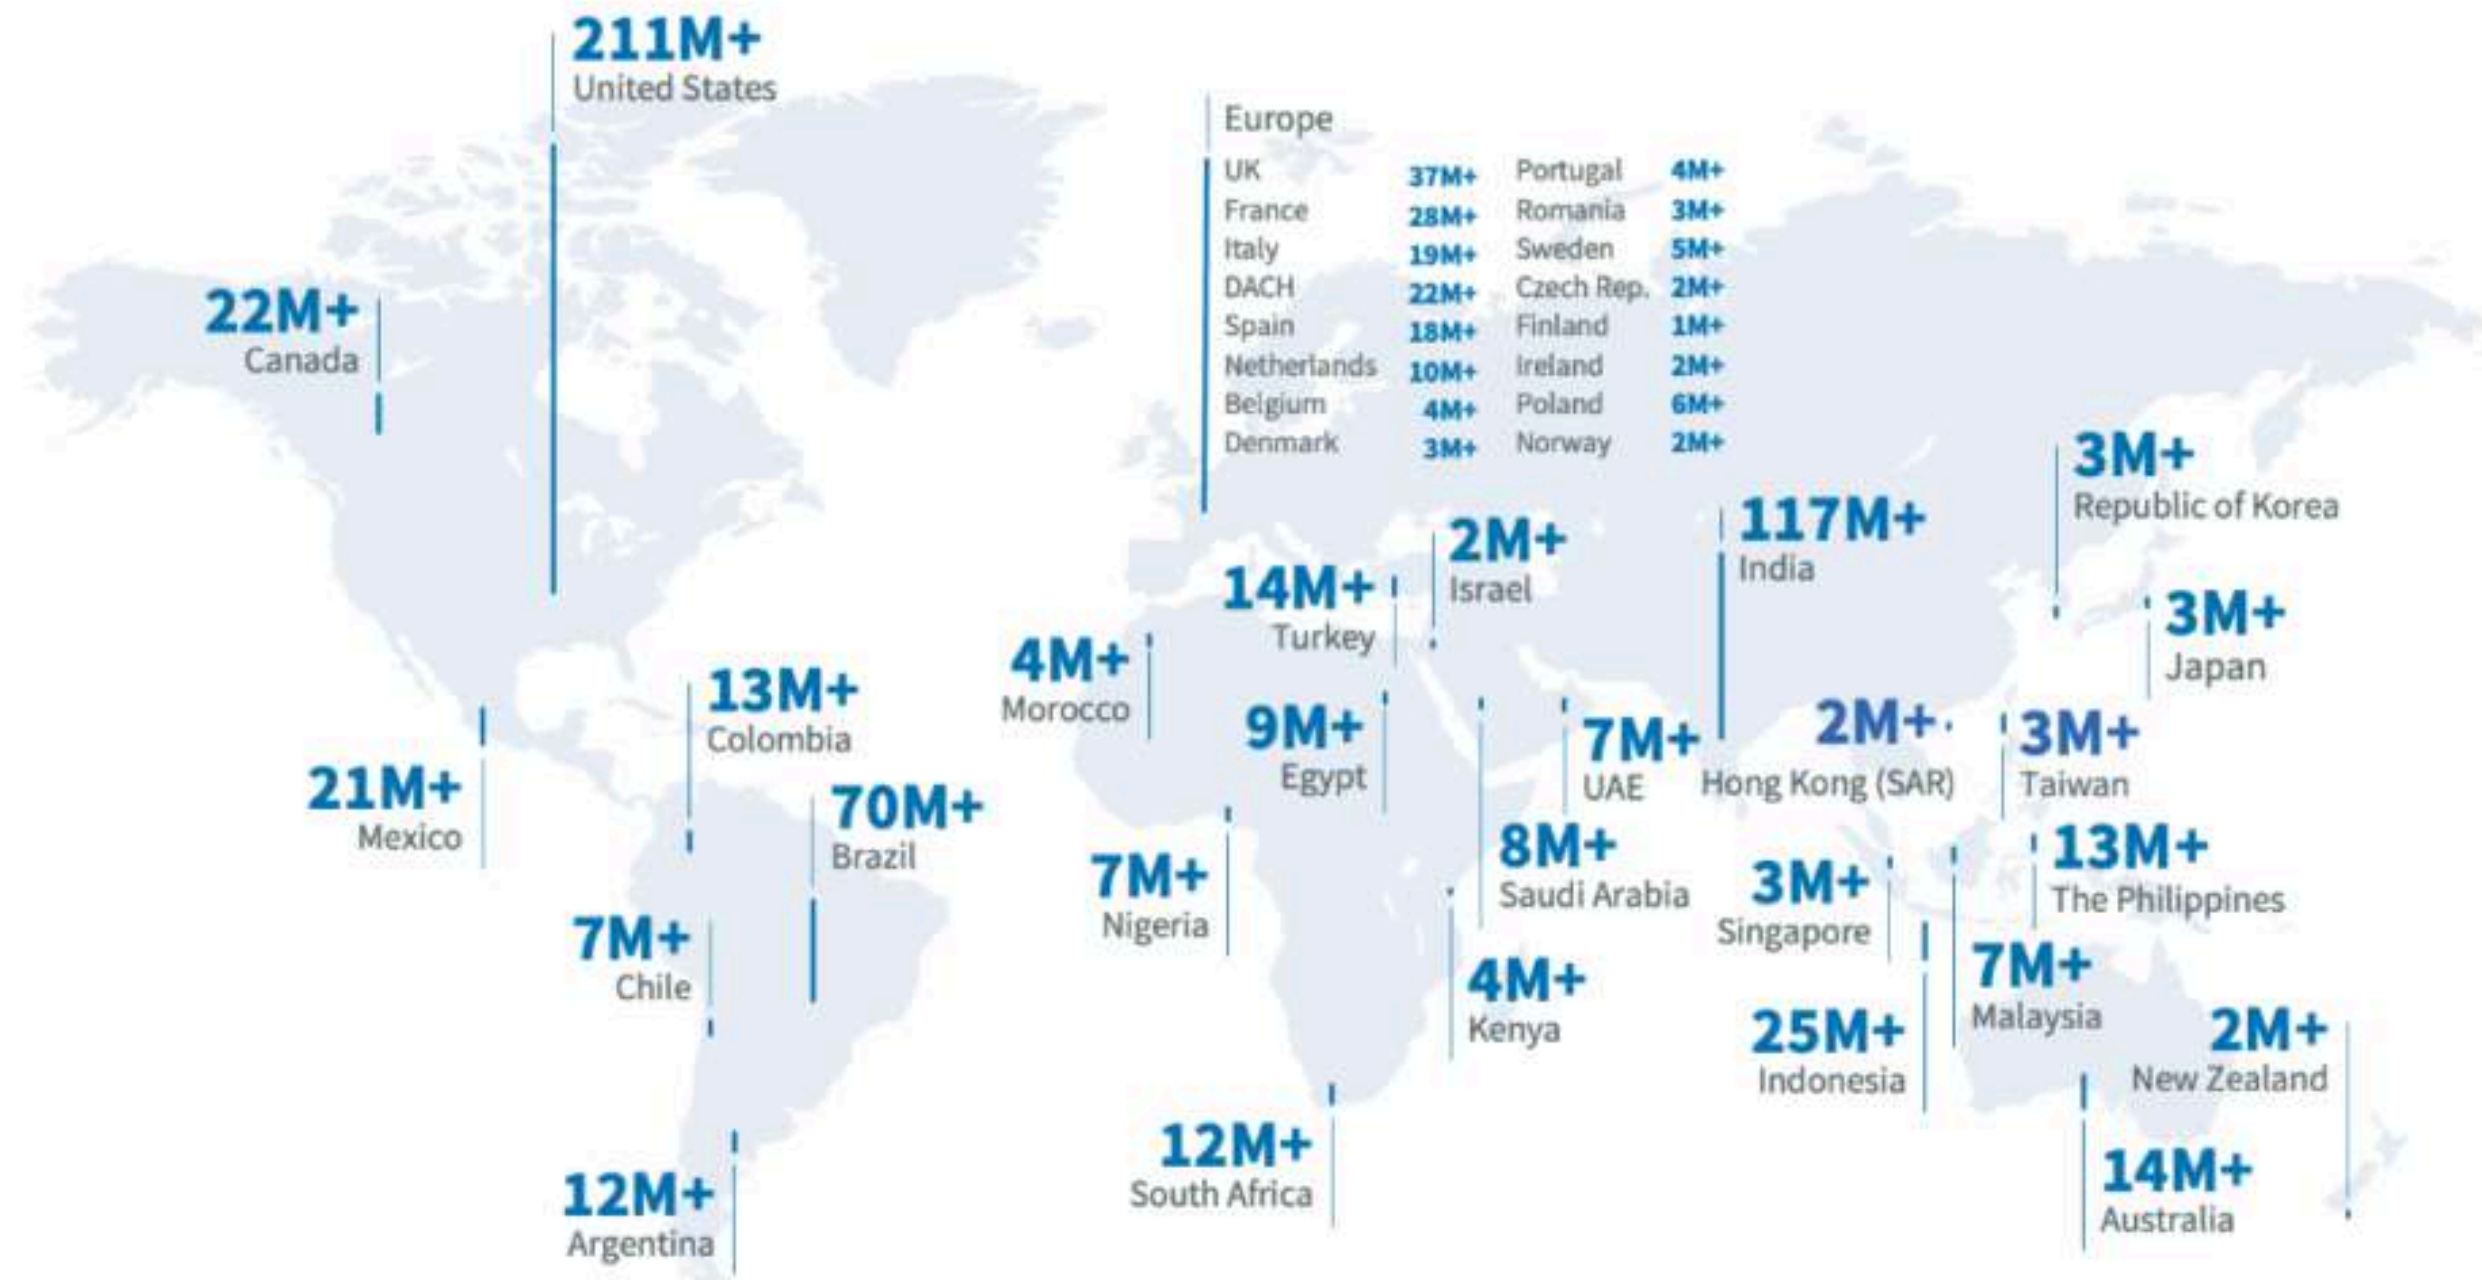 211M+
United States
22M+
Canada
Europe
UK 37M+ Portugal 4M+
France 28M+ Romania 3M+
Italy 19M+ Sweden 5M+
DACH 22M+ Czech Rep. 2M+
Spain 18M+ Finland 1M+
Netherlands 10M+ Ireland 2M+
Belgium 4M+ Poland 6M+
Denmark 3M+ Norway 2M+
3M+
Republic of Korea
117M+
India
2M+
Israel
14M+
Turkey
3M+
Japan
4M+
Morocco
13M+
Colombia
9M+
Egypt
7M+
UAE
2M+
Hong Kong (SAR)
3M+
Taiwan
21M+
Mexico
70M+
Brazil
7M+
Nigeria
8M+
Saudi Arabia
3M+
Singapore
13M+
The Philippines
7M+
Chile
4M+
Kenya
7M+
Malaysia
25M+
Indonesia
2M+
New Zealand
12M+
South Africa
14M+
Australia
12M+
Argentina